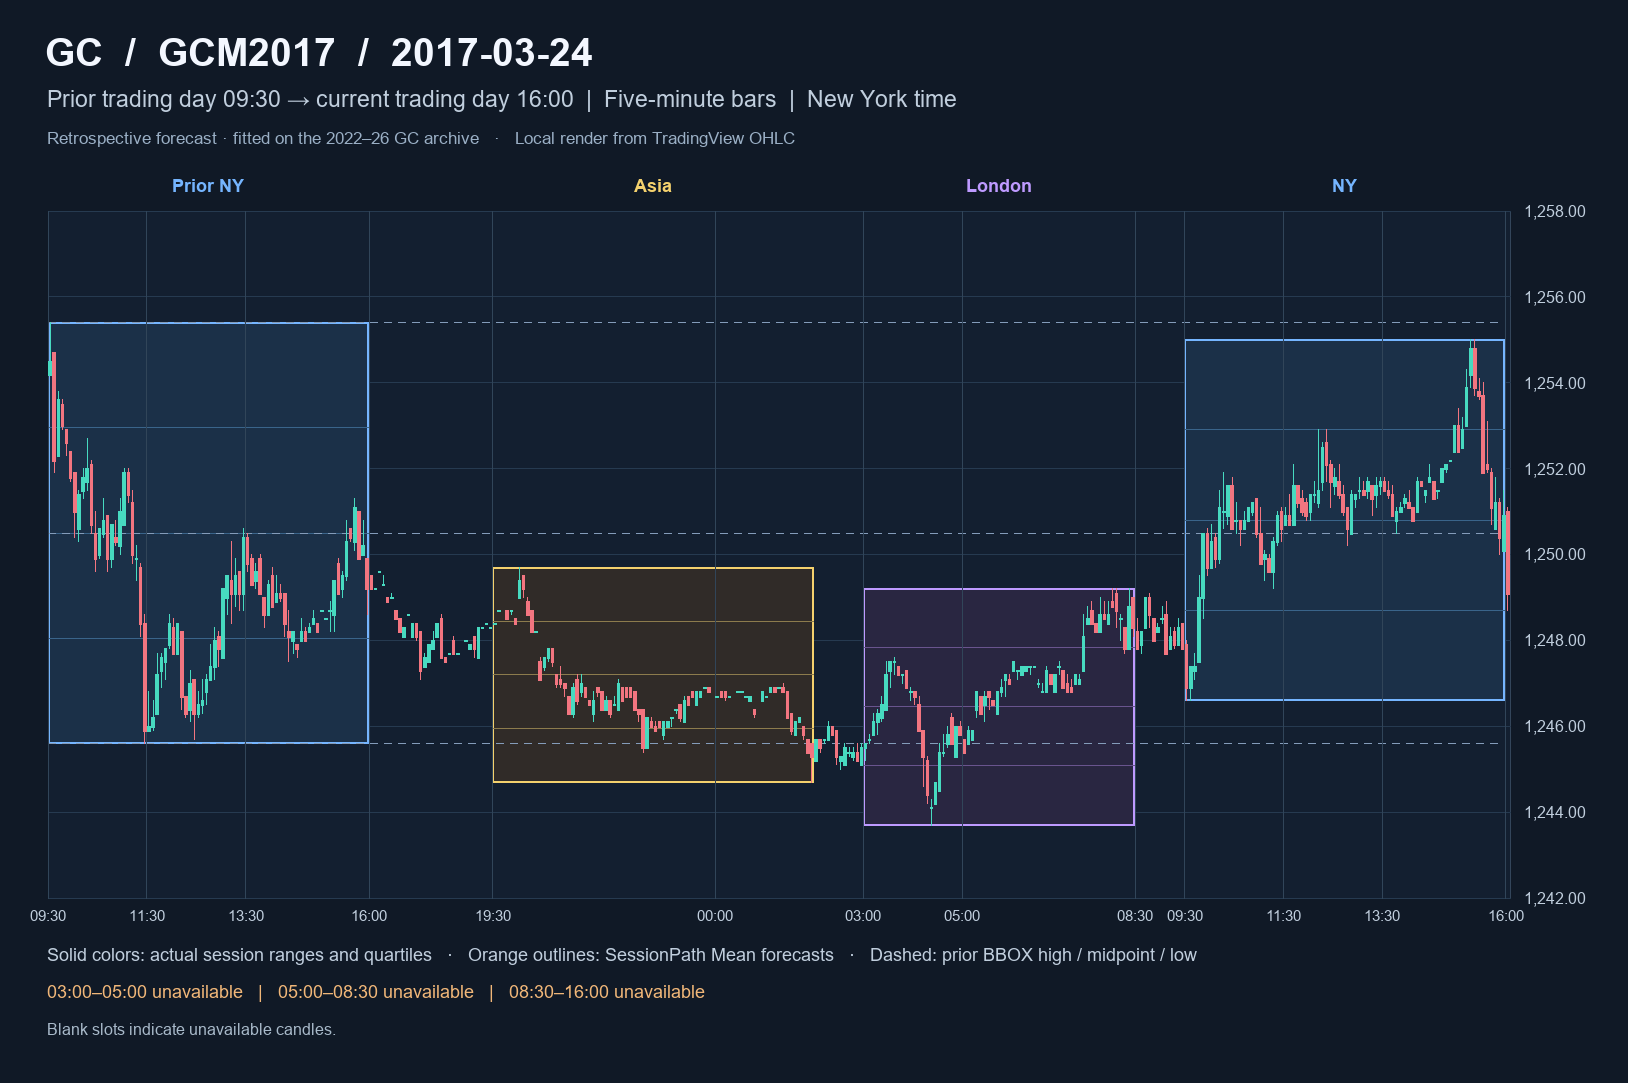 GC / GCM2017 / 2017-03-24
Prior trading day 09:30 → current trading day 16:00 | Five-minute bars | New York time
Retrospective forecast · fitted on the 2022–26 GC archive · Local render from TradingView OHLC
Prior NY Asia London NY
1,258.00
1,256.00
1,254.00
1,252.00
1,250.00
1,248.00
1,246.00
1,244.00
1,242.00
09:30 11:30 13:30 16:00 19:30 00:00 03:00 05:00 08:30 09:30 11:30 13:30 16:00
Solid colors: actual session ranges and quartiles · Orange outlines: SessionPath Mean forecasts · Dashed: prior BBOX high / midpoint / low
03:00–05:00 unavailable | 05:00–08:30 unavailable | 08:30–16:00 unavailable
Blank slots indicate unavailable candles.